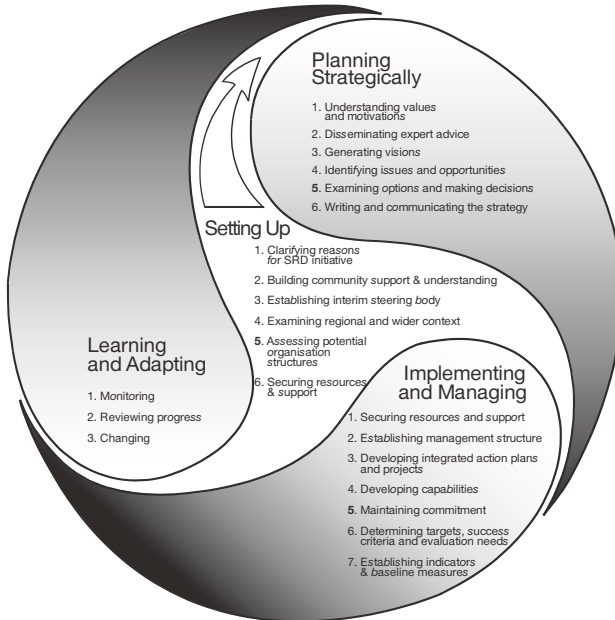 Planning
Strategically
1. Understanding values
and motivations
2. Disseminating expert advice
3. Generating visions
4. Identifying issues and opportunities
5. Examining options and making decisions
6. Writing and communicating the strategy
Setting Up
1. Clarifying reasons
for SRD initiative
2. Building community support & understanding
3. Establishing interim steering body
4. Examining regional and wider context
5. Assessing potential
organisation
structures
6. Securing resources
& support
Learning
and Adapting
1. Monitoring
2. Reviewing progress
3. Changing
Implementing
and Managing
1. Securing resources and support
2. Establishing management structure
3. Developing integrated action plans
and projects
4. Developing capabilities
5. Maintaining commitment
6. Determining targets, success
criteria and evaluation needs
7. Establishing indicators
& baseline measures